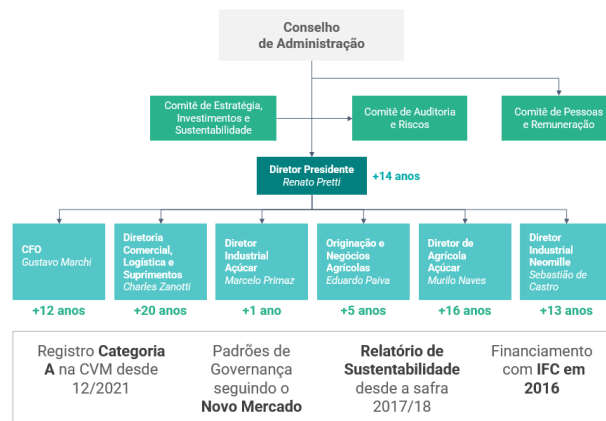 Conselho
de Administração
Comitê de Estratégia,
Investimentos e
Sustentabilidade
Comitê de Auditoria
e Riscos
Comitê de Pessoas
e Remuneração
Diretor Presidente
Renato Pretti
+14 anos
CFO
Gustavo Marchi
+12 anos
Diretoria
Comercial,
Logística e
Suprimentos
Charles Zanotti
+20 anos
Diretor
Industrial
Açúcar
Marcelo Primaz
+1 ano
Originação e
Negócios
Agrícolas
Eduardo Paiva
+5 anos
Diretor de
Agrícola
Açúcar
Murilo Naves
+16 anos
Diretor
Industrial
Neomille
Sebastião de
Castro
+13 anos
Registro Categoria
A na CVM desde
12/2021
Padrões de
Governança
seguindo o
Novo Mercado
Relatório de
Sustentabilidade
desde a safra
2017/18
Financiamento
com IFC em
2016